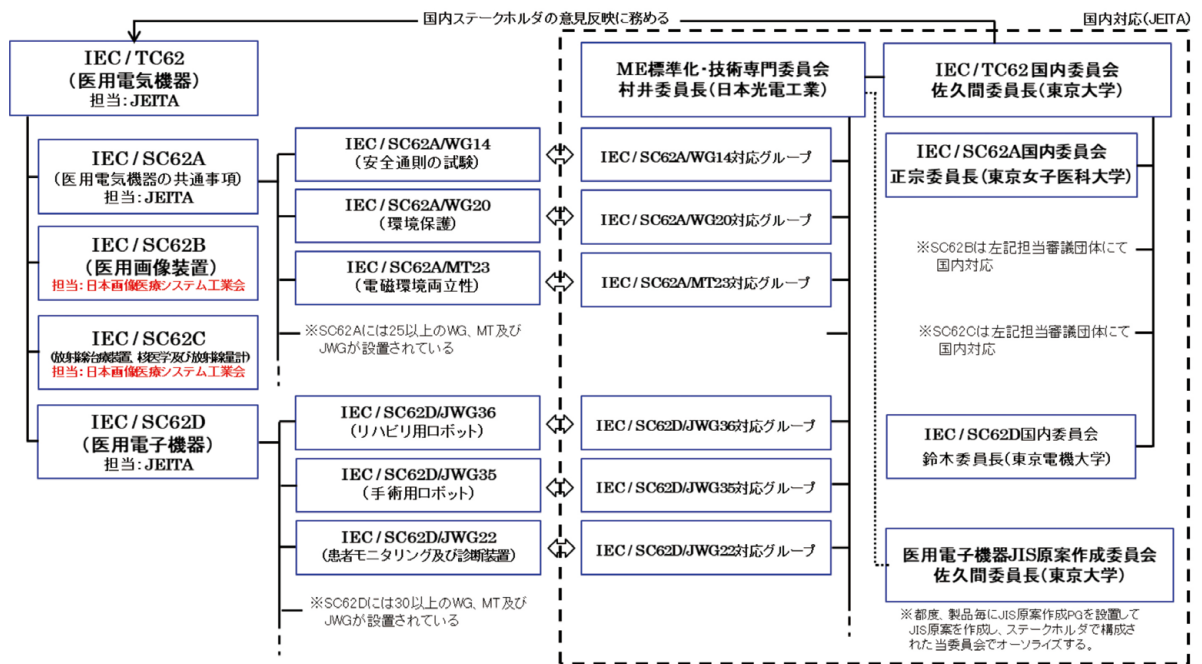 国内ステークホルダの意見反映に務める
国内対応(JEITA)
IEC/TC62
(医用電気機器)
担当:JEITA
ME標準化・技術専門委員会
村井委員長(日本光電工業)
IEC/TC62国内委員会
佐久間委員長(東京大学)
IEC/SC62A
(医用電気機器の共通事項)
担当:JEITA
IEC/SC62A/WG14
(安全通則の試験)
IEC/SC62A/WG14対応グループ
IEC/SC62A国内委員会
正宗委員長(東京女子医科大学)
IEC/SC62A/WG20
(環境保護)
IEC/SC62A/WG20対応グループ
IEC/SC62B
(医用画像装置)
担当:日本画像医療システム工業会
※SC62Bは左記担当審議団体にて
国内対応
IEC/SC62A/MT23
(電磁環境両立性)
IEC/SC62A/MT23対応グループ
IEC/SC62C
(放射線治療装置、核医学及び放射線量計)
担当:日本画像医療システム工業会
※SC62Aには25以上のWG、MT及び
JWGが設置されている
※SC62Cは左記担当審議団体にて
国内対応
IEC/SC62D
(医用電子機器)
担当:JEITA
IEC/SC62D/JWG36
(リハビリ用ロボット)
IEC/SC62D/JWG36対応グループ
IEC/SC62D国内委員会
鈴木委員長(東京電機大学)
IEC/SC62D/JWG35
(手術用ロボット)
IEC/SC62D/JWG35対応グループ
IEC/SC62D/JWG22
(患者モニタリング及び診断装置)
IEC/SC62D/JWG22対応グループ
医用電子機器JIS原案作成委員会
佐久間委員長(東京大学)
※SC62Dには30以上のWG、MT及び
JWGが設置されている
※都度、製品毎にJIS原案作成PGを設置して
JIS原案を作成し、ステークホルダで構成さ
れた当委員会でオーソライズする。